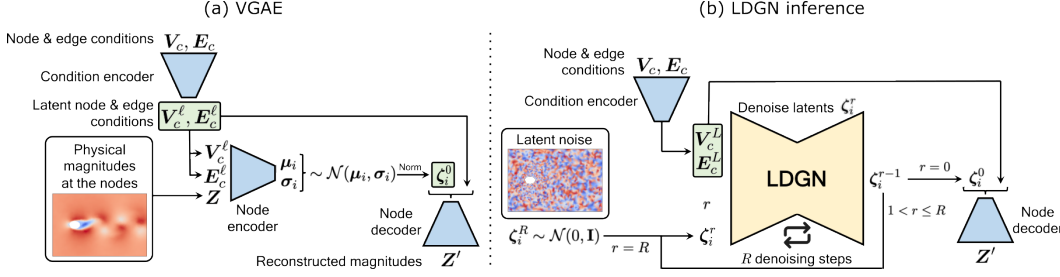 (a) VGAE
Node & edge conditions V_c, E_c
Condition encoder
Latent node & edge
conditions
V_c^ℓ, E_c^ℓ
Physical
magnitudes
at the nodes
V_c^ℓ
E_c^ℓ
Z
Node
encoder
μ_i
σ_i
∼ N(μ_i, σ_i)
Norm
ζ_i^0
Node
decoder
Reconstructed magnitudes Z′
(b) LDGN inference
Node & edge
conditions
V_c, E_c
Condition encoder
V_c^L
E_c^L
Denoise latents ζ_i^r
Latent noise
LDGN
r
ζ_i^R ∼ N(0, I)
r = R
ζ_i^r
R denoising steps
ζ_i^{r−1}
r = 0
1 < r ≤ R
ζ_i^0
Node
decoder
Z′